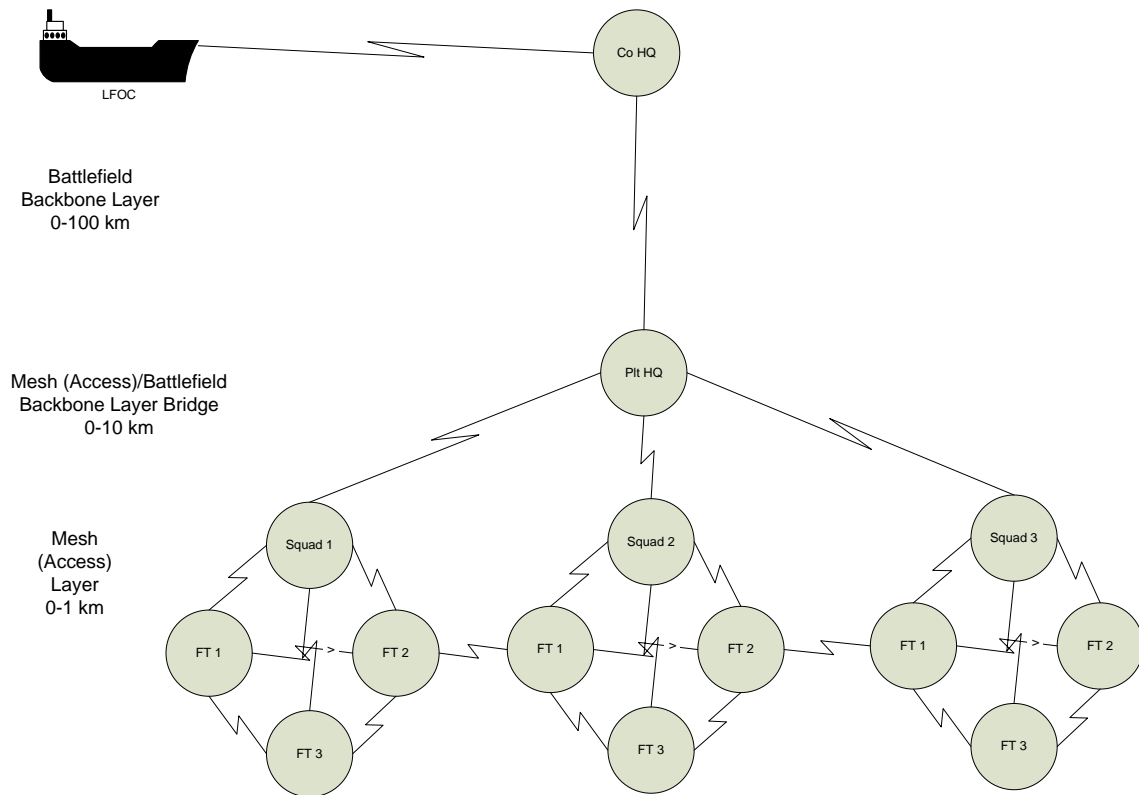 Co HQ
LFOC
Battlefield
Backbone Layer
0-100 km
Plt HQ
Mesh (Access)/Battlefield
Backbone Layer Bridge
0-10 km
Mesh
(Access)
Layer
0-1 km
Squad 1
Squad 2
Squad 3
FT 1
FT 2
FT 1
FT 2
FT 1
FT 2
FT 3
FT 3
FT 3